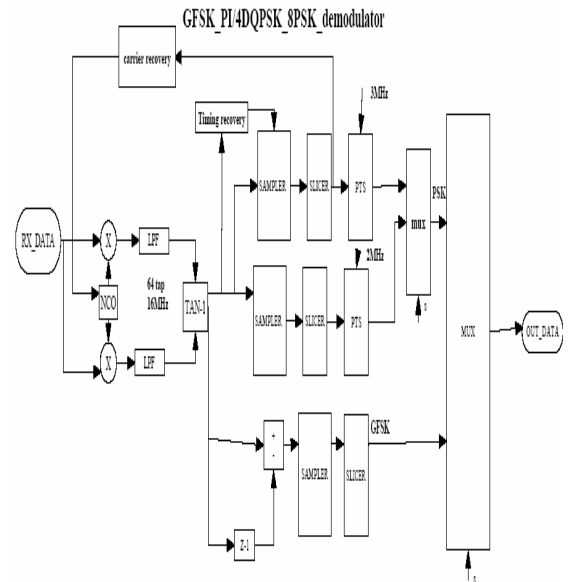 GFSK_PI/4DQPSK_8PSK_demodulator
carrier recovery
3MHz
Timing recovery
SAMPLER
SLICER
PTS
mux
PSK
RX_DATA
X
LPF
64 tap
16MHz
NCO
TAN-1
2MHz
SAMPLER
SLICER
PTS
s
MUX
OUT_DATA
X
LPF
+
-
SAMPLER
SLICER
GFSK
Z-1
s